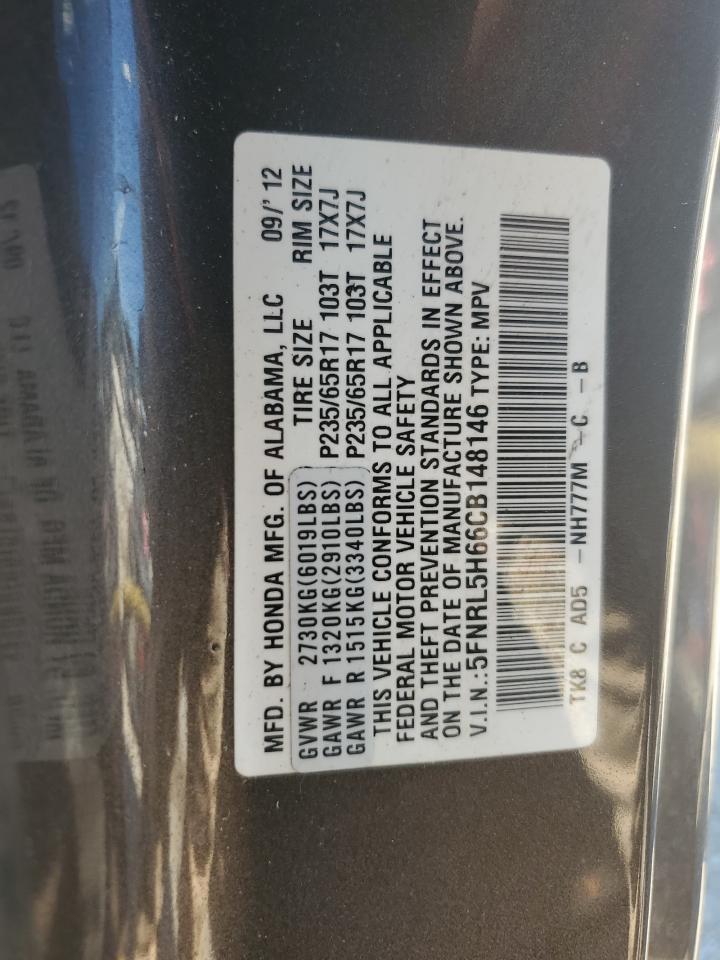 MFD. BY HONDA MFG. OF ALABAMA, LLC 09/'12
TIRE SIZE RIM SIZE
GVWR 2730KG(6019LBS)
GAWR F 1320KG(2910LBS) P235/65R17 103T 17X7J
GAWR R 1515KG(3340LBS) P235/65R17 103T 17X7J
THIS VEHICLE CONFORMS TO ALL APPLICABLE
FEDERAL MOTOR VEHICLE SAFETY
AND THEFT PREVENTION STANDARDS IN EFFECT
ON THE DATE OF MANUFACTURE SHOWN ABOVE.
V.I.N.:5FNRL5H66CB148146 TYPE: MPV
TK8 C AD5 -NH777M -C -B